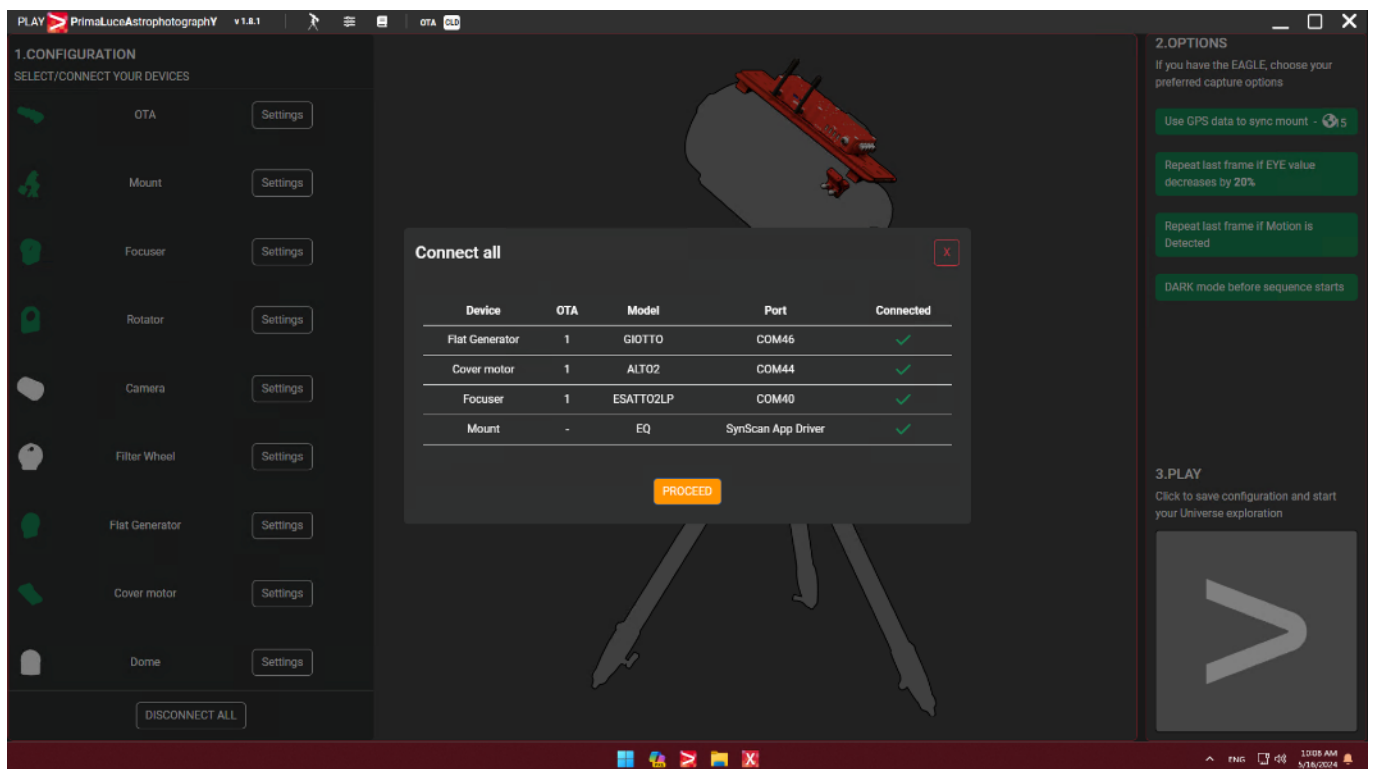 PLAY PrimaLuceAstrophotographY v 1.8.1 OTA CLD
1.CONFIGURATION
SELECT/CONNECT YOUR DEVICES
OTA Settings
Mount Settings
Focuser Settings
Rotator Settings
Camera Settings
Filter Wheel Settings
Flat Generator Settings
Cover motor Settings
Dome Settings
DISCONNECT ALL
Connect all X
Device OTA Model Port Connected
Flat Generator 1 GIOTTO COM46
Cover motor 1 ALTO2 COM44
Focuser 1 ESATTO2LP COM40
Mount - EQ SynScan App Driver
PROCEED
2.OPTIONS
If you have the EAGLE, choose your
preferred capture options
Use GPS data to sync mount - 15
Repeat last frame if EYE value
decreases by 20%
Repeat last frame if Motion is
Detected
DARK mode before sequence starts
3.PLAY
Click to save configuration and start
your Universe exploration
ENG 10:05 AM
5/16/2024